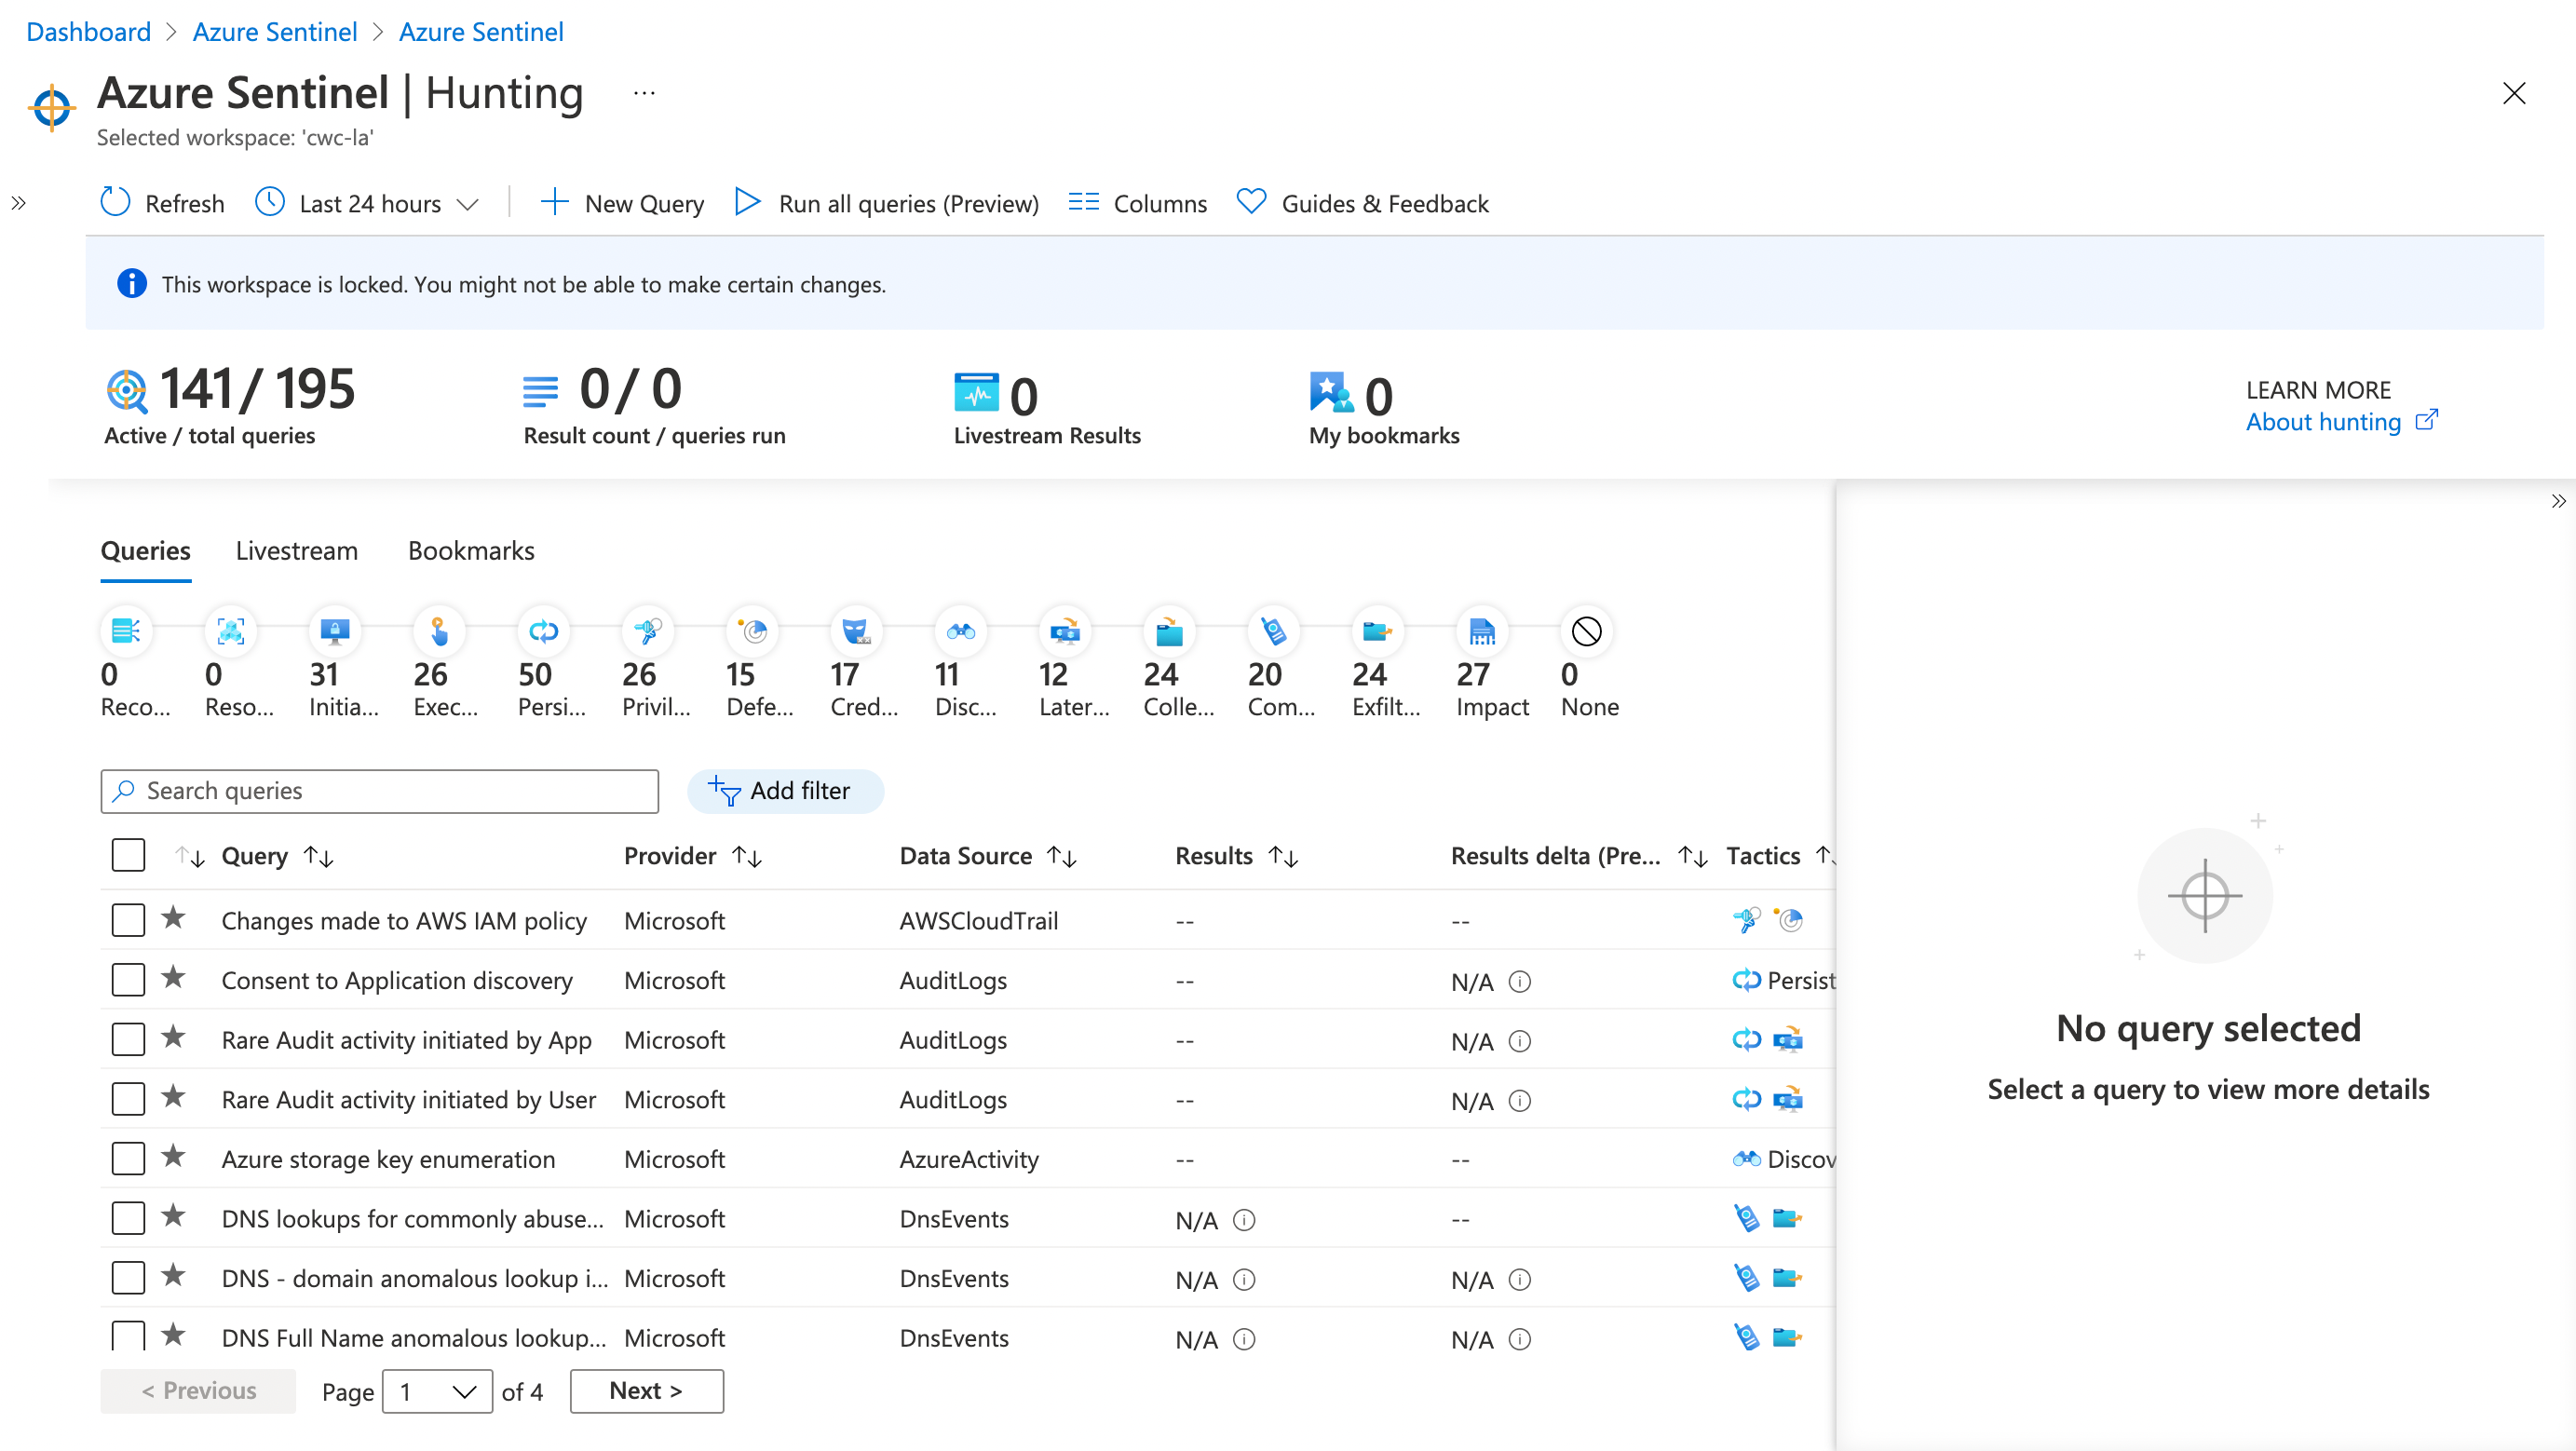 Dashboard > Azure Sentinel > Azure Sentinel
Azure Sentinel | Hunting ...
Selected workspace: 'cwc-la'
Refresh Last 24 hours New Query Run all queries (Preview) Columns Guides & Feedback
This workspace is locked. You might not be able to make certain changes.
141 / 195 0 / 0 0 0
Active / total queries Result count / queries run Livestream Results My bookmarks
LEARN MORE
About hunting
Queries Livestream Bookmarks
0 0 31 26 50 26 15 17 11 12 24 20 24 27 0
Reco... Reso... Initia... Exec... Persi... Privil... Defe... Cred... Disc... Later... Colle... Com... Exfilt... Impact None
Search queries Add filter
Query Provider Data Source Results Results delta (Pre... Tactics
Changes made to AWS IAM policy Microsoft AWSCloudTrail -- --
Consent to Application discovery Microsoft AuditLogs -- N/A Persist
Rare Audit activity initiated by App Microsoft AuditLogs -- N/A
Rare Audit activity initiated by User Microsoft AuditLogs -- N/A
Azure storage key enumeration Microsoft AzureActivity -- -- Discov
DNS lookups for commonly abuse... Microsoft DnsEvents N/A --
DNS - domain anomalous lookup i... Microsoft DnsEvents N/A N/A
DNS Full Name anomalous lookup... Microsoft DnsEvents N/A N/A
< Previous Page 1 of 4 Next >
No query selected
Select a query to view more details